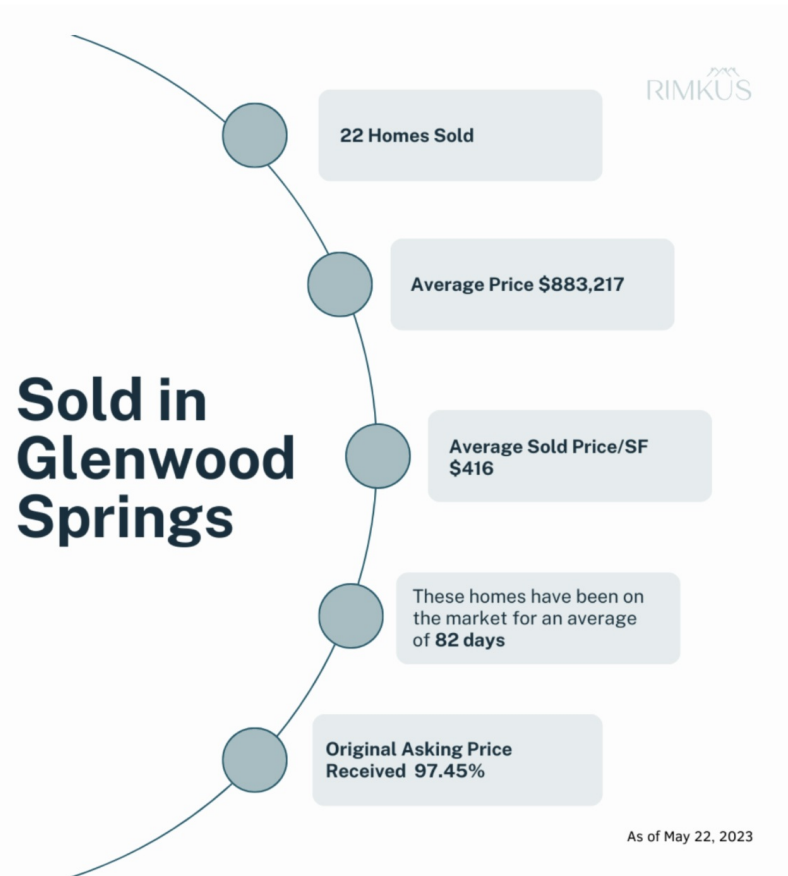 RIMKUS
22 Homes Sold
Average Price $883,217
Sold in
Glenwood
Springs
Average Sold Price/SF
$416
These homes have been on
the market for an average
of 82 days
Original Asking Price
Received 97.45%
As of May 22, 2023